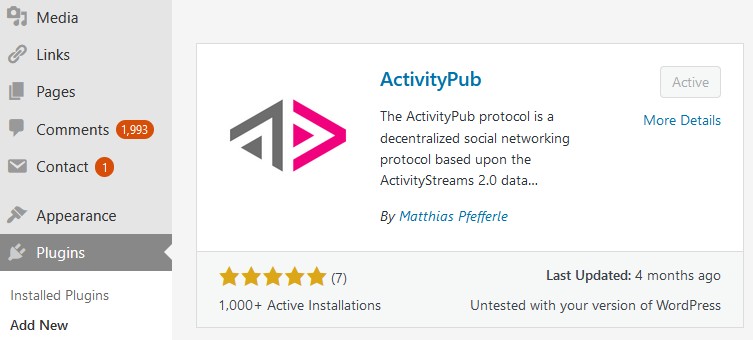 Media
Links
Pages
Comments 1,993
Contact 1
Appearance
Plugins
Installed Plugins
Add New
ActivityPub
Active
The ActivityPub protocol is a
More Details
decentralized social networking
protocol based upon the
ActivityStreams 2.0 data...
By Matthias Pfefferle
(7)
Last Updated: 4 months ago
1,000+ Active Installations
Untested with your version of WordPress